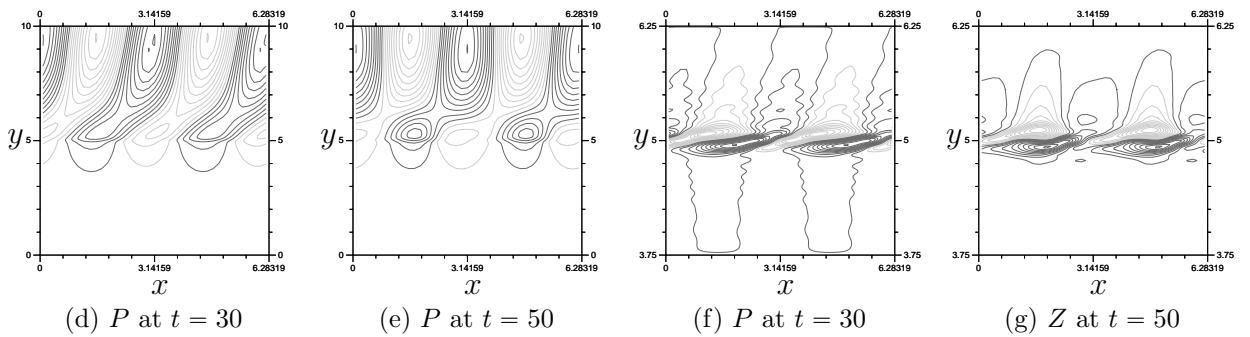 0 3.14159 6.28319 0 3.14159 6.28319 0 3.14159 6.28319 0 3.14159 6.28319
10 10 10 10 6.25 6.25 6.25 6.25
y 5 5 y 5 5 y 5 5 y 5 5
0 0 0 0 3.75 3.75 3.75 3.75
0 3.14159 6.28319 0 3.14159 6.28319 0 3.14159 6.28319 0 3.14159 6.28319
x x x x
(d) P at t = 30 (e) P at t = 50 (f) P at t = 30 (g) Z at t = 50